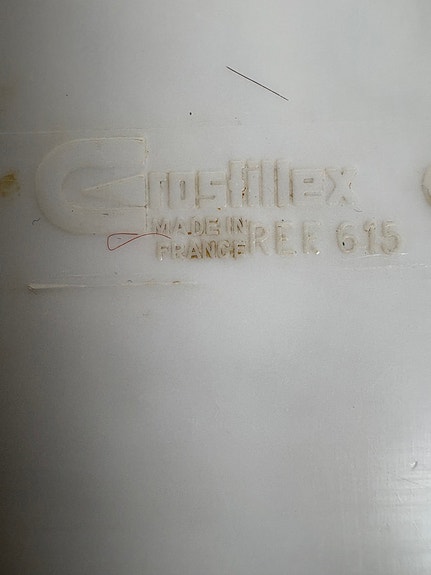 Grosfillex
MADE IN
FRANCE
REF 615